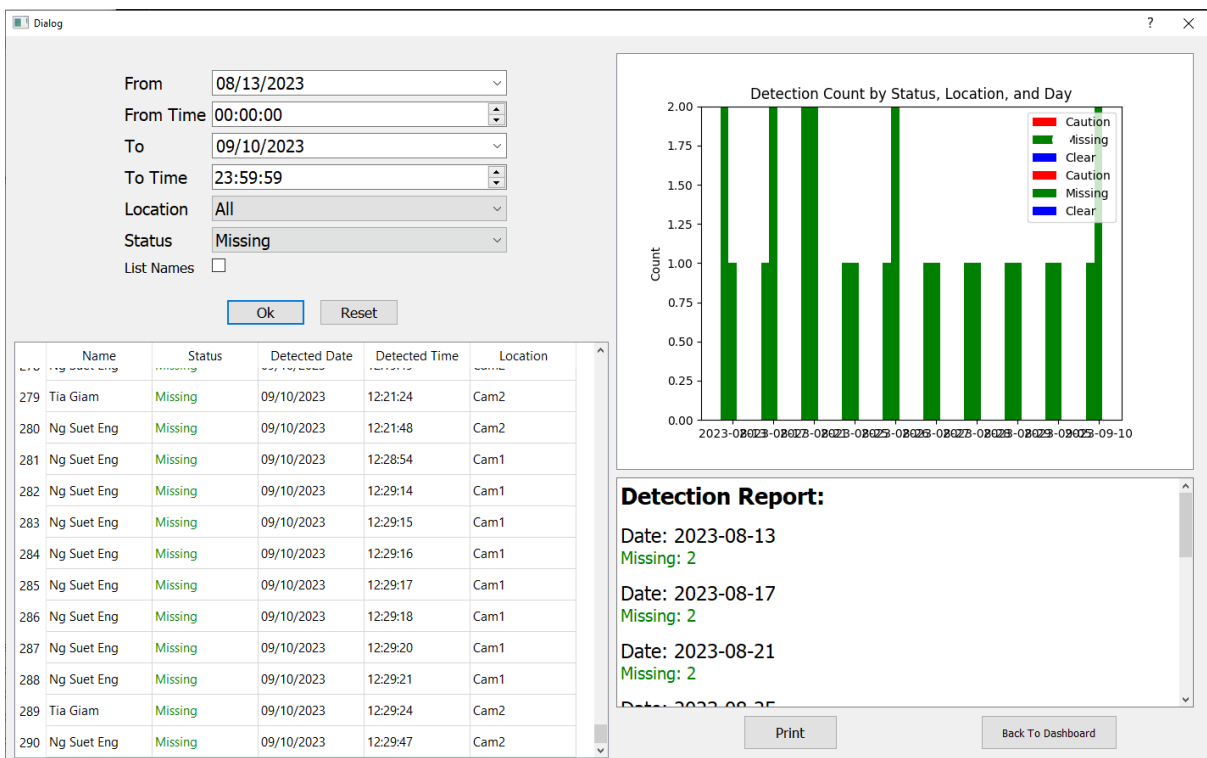 Dialog
?
From 08/13/2023
From Time 00:00:00
To 09/10/2023
To Time 23:59:59
Location All
Status Missing
List Names
Ok Reset
Name Status Detected Date Detected Time Location
279 Tia Giam Missing 09/10/2023 12:21:24 Cam2
280 Ng Suet Eng Missing 09/10/2023 12:21:48 Cam2
281 Ng Suet Eng Missing 09/10/2023 12:28:54 Cam1
282 Ng Suet Eng Missing 09/10/2023 12:29:14 Cam1
283 Ng Suet Eng Missing 09/10/2023 12:29:15 Cam1
284 Ng Suet Eng Missing 09/10/2023 12:29:16 Cam1
285 Ng Suet Eng Missing 09/10/2023 12:29:17 Cam1
286 Ng Suet Eng Missing 09/10/2023 12:29:18 Cam1
287 Ng Suet Eng Missing 09/10/2023 12:29:20 Cam1
288 Ng Suet Eng Missing 09/10/2023 12:29:21 Cam1
289 Tia Giam Missing 09/10/2023 12:29:24 Cam2
290 Ng Suet Eng Missing 09/10/2023 12:29:47 Cam2
Detection Count by Status, Location, and Day
2.00
1.75
1.50
1.25
1.00
0.75
0.50
0.25
0.00
Count
Caution
Missing
Clear
Caution
Missing
Clear
Detection Report:
Date: 2023-08-13
Missing: 2
Date: 2023-08-17
Missing: 2
Date: 2023-08-21
Missing: 2
Print Back To Dashboard